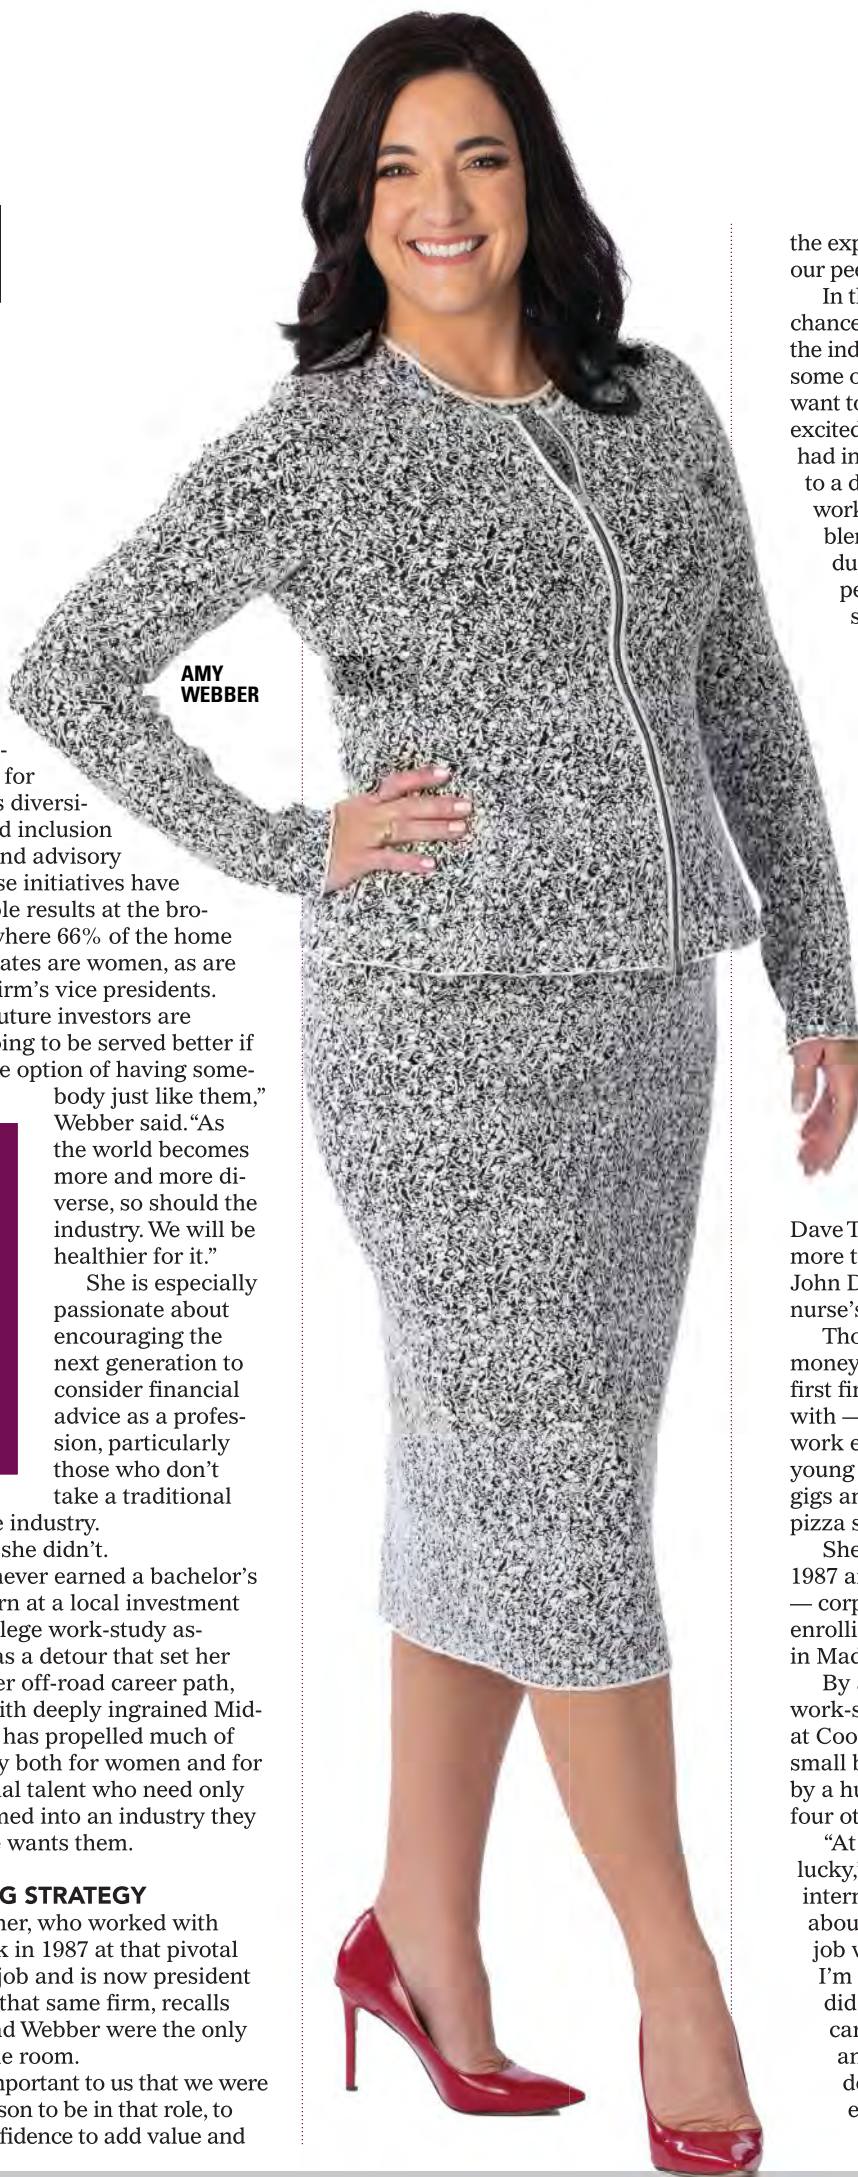 AMY
WEBBER
-
for
s diversi-
d inclusion
nd advisory
se initiatives have
ole results at the bro-
where 66% of the home
ates are women, as are
irm’s vice presidents.
uture investors are
oing to be served better if
e option of having some-
body just like them,”
Webber said. “As
the world becomes
more and more di-
verse, so should the
industry. We will be
healthier for it.”
She is especially
passionate about
encouraging the
next generation to
consider financial
advice as a profes-
sion, particularly
those who don’t
take a traditional
e industry.
she didn’t.
never earned a bachelor’s
rn at a local investment
llege work-study as-
as a detour that set her
er off-road career path,
ith deeply ingrained Mid-
has propelled much of
y both for women and for
ial talent who need only
med into an industry they
e wants them.
G STRATEGY
her, who worked with
k in 1987 at that pivotal
job and is now president
that same firm, recalls
nd Webber were the only
e room.
mportant to us that we were
son to be in that role, to
fidence to add value and
the exp
our pee
In th
chance
the ind
some o
want to
excited
had in
to a d
work
bler
du
pe
s
Dave T
more t
John D
nurse’s
Tho
money
first fir
with —
work e
young
gigs an
pizza s
She
1987 a
— corp
enrolli
in Mad
By a
work-s
at Coo
small b
by a hu
four ot
“At
lucky,”
intern
abou
job v
I’m
did
car
an
de
e